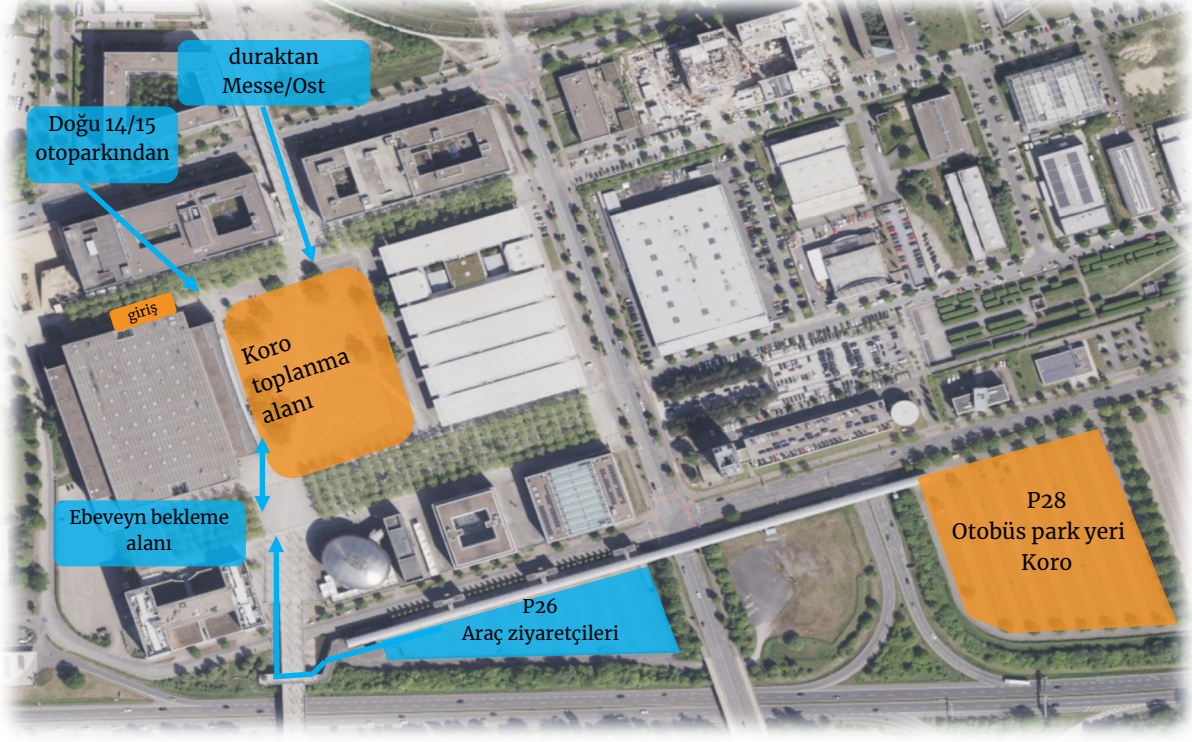 duraktan
Messe/Ost
Doğu 14/15
otoparkından
giriş
Koro
toplanma
alanı
Ebeveyn bekleme
alanı
P28
Otobüs park yeri
Koro
P26
Araç ziyaretçileri